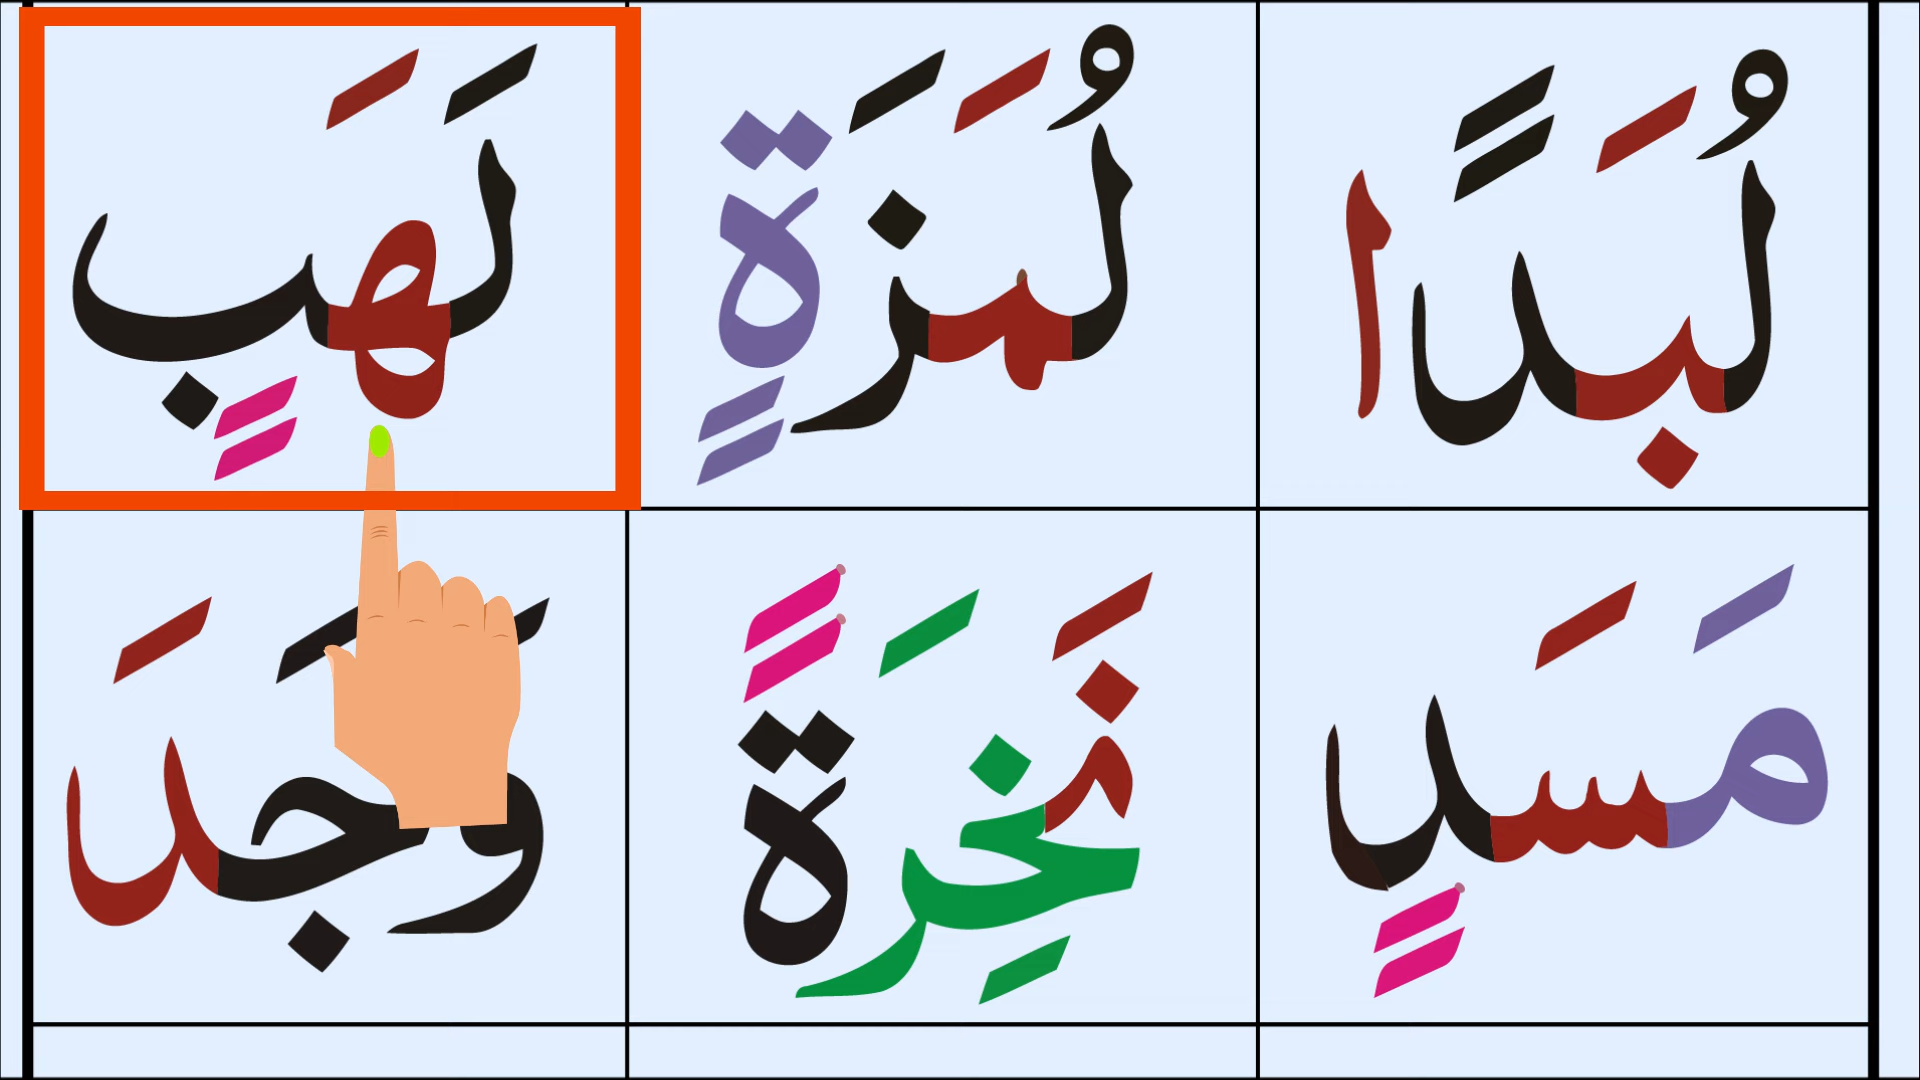 لُبَدًا لُمَزَةٍ لَهَبٍ
مَسَدٍ نَخِرَةً وَجَدَ